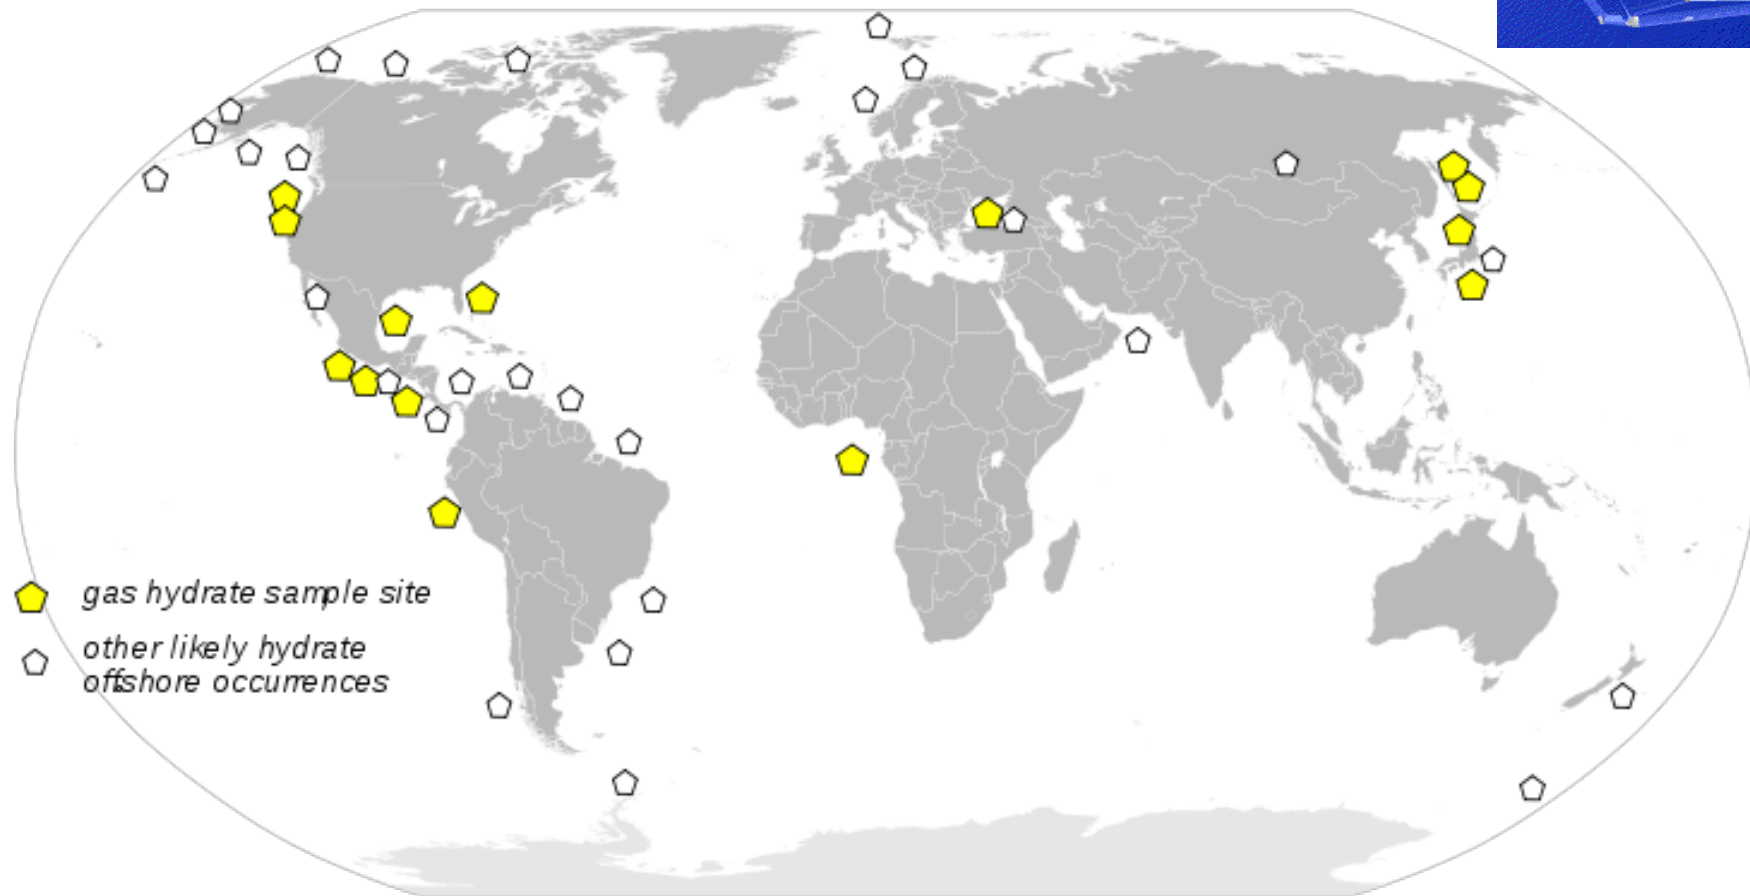 gas hydrate sample site
other likely hydrate
offshore occurrences